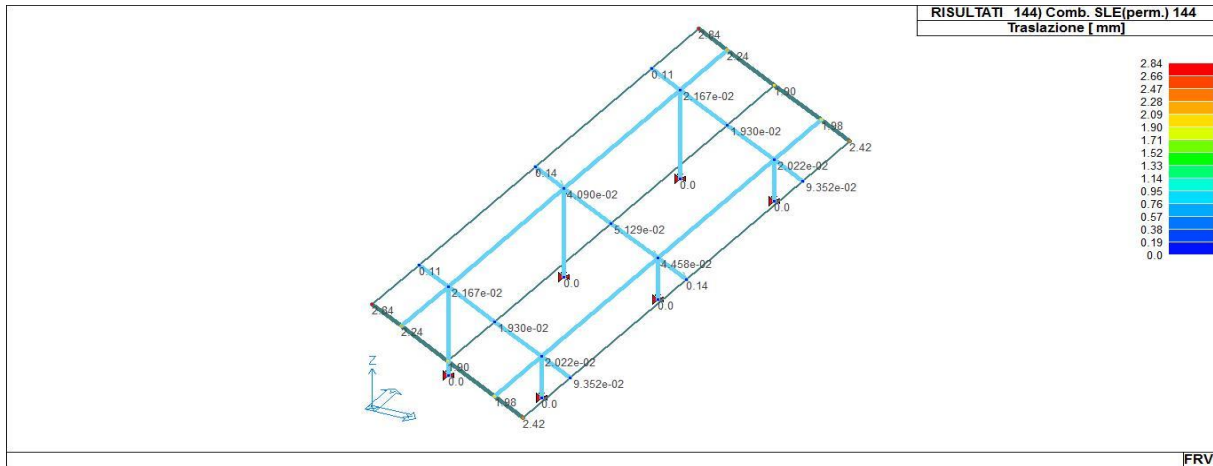 RISULTATI 144) Comb. SLE(perm.) 144
Traslazione [ mm]
2.84
2.66
2.47
2.28
2.09
1.90
1.71
1.52
1.33
1.14
0.95
0.76
0.57
0.38
0.19
0.0
2.84
2.24
0.11
2.167e-02
1.90
1.98
1.930e-02
2.42
0.14
2.022e-02
4.090e-02
0.0
9.352e-02
0.0
5.129e-02
0.11
4.458e-02
0.14
0.0
2.167e-02
0.0
2.84
1.930e-02
2.24
2.022e-02
1.90
0.0
9.352e-02
1.98
0.0
2.42
Z
FRV